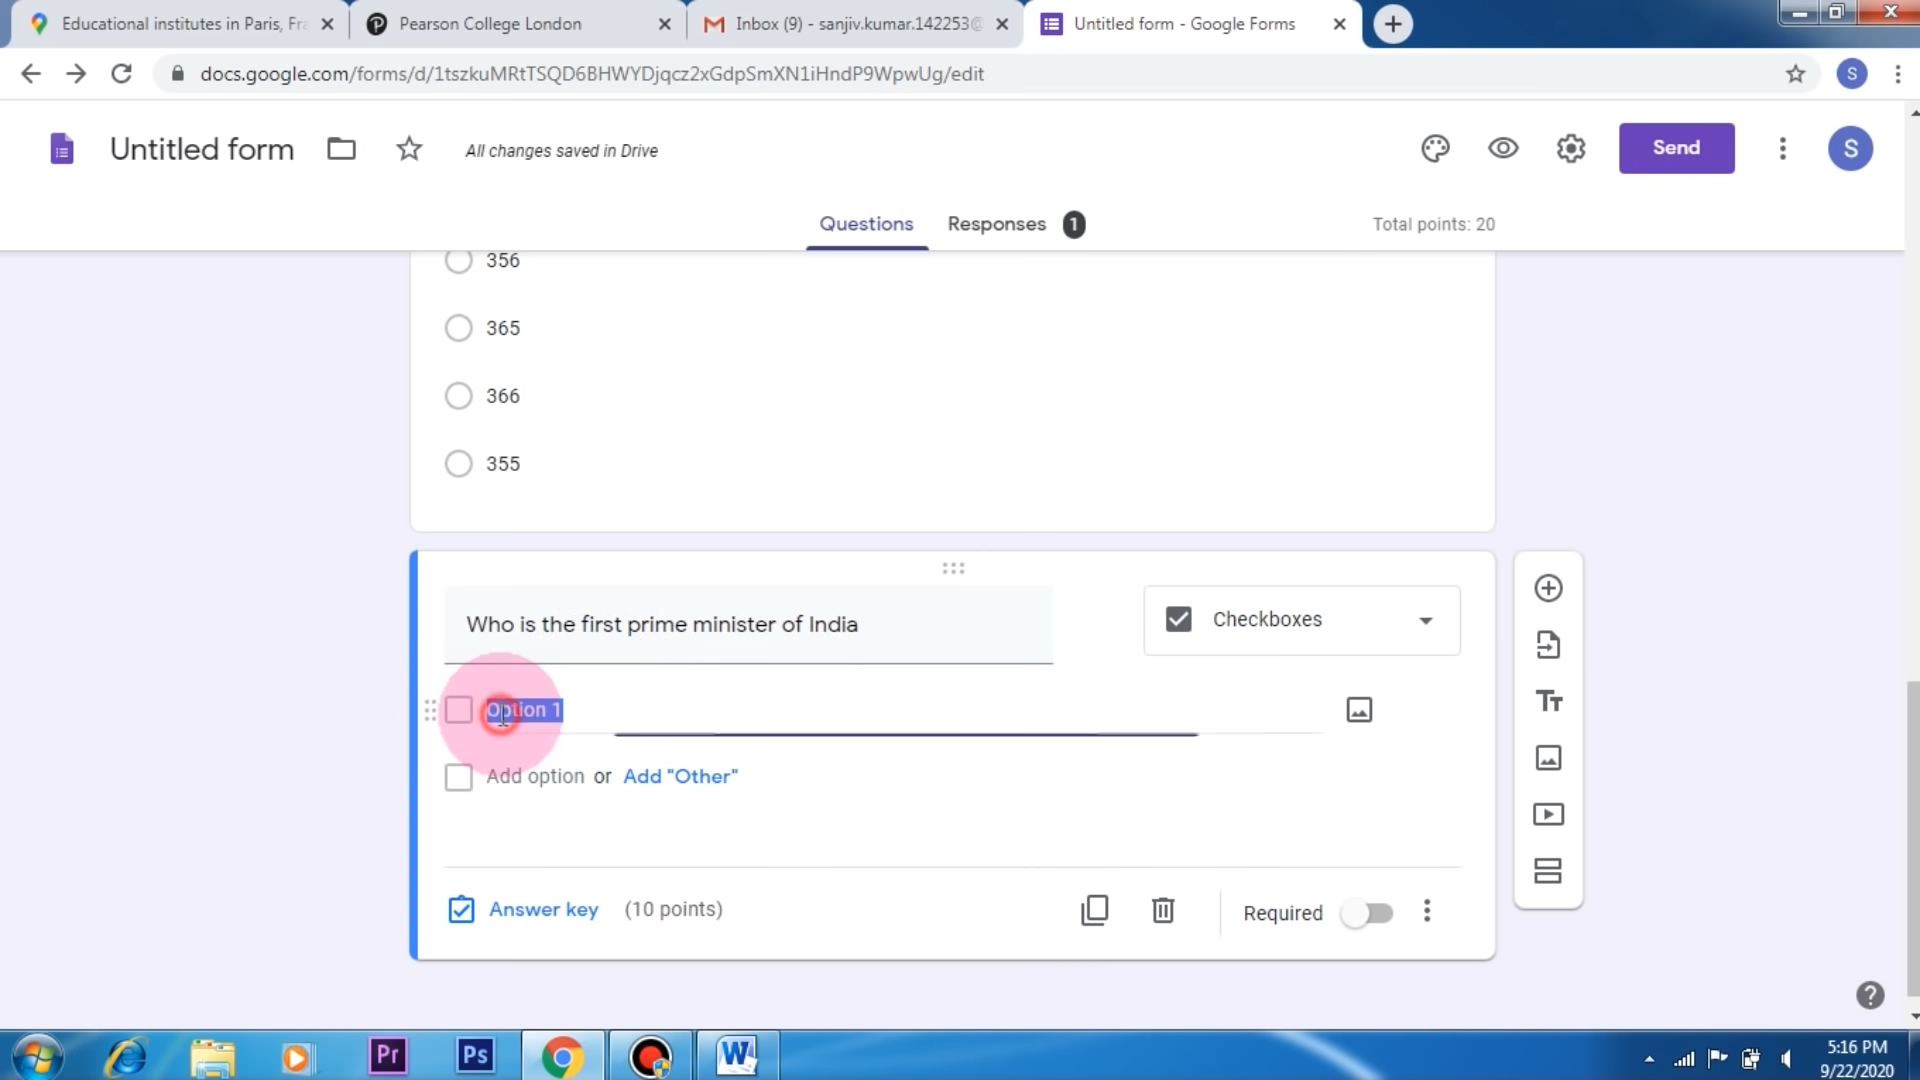 Educational institutes in Paris, Fra
Pearson College London
Inbox (9) - sanjiv.kumar.142253@
Untitled form - Google Forms
docs.google.com/forms/d/1tszkuMRtTSQD6BHWYDjqcz2xGdpSmXN1iHndP9WpwUg/edit
S
Untitled form
All changes saved in Drive
Send
S
Questions
Responses 1
Total points: 20
356
365
366
355
Who is the first prime minister of India
Checkboxes
Option 1
Add option or Add "Other"
Answer key (10 points)
Required
Tт
Pr
Ps
W
5:16 PM
9/22/2020